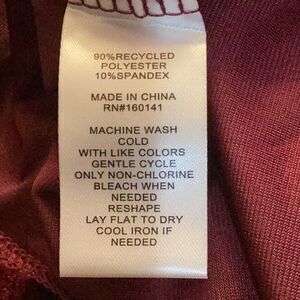 90%RECYCLED
POLYESTER
10%SPANDEX
MADE IN CHINA
RN#160141
MACHINE WASH
COLD
WITH LIKE COLORS
GENTLE CYCLE
ONLY NON-CHLORINE
BLEACH WHEN
NEEDED
RESHAPE
LAY FLAT TO DRY
COOL IRON IF
NEEDED